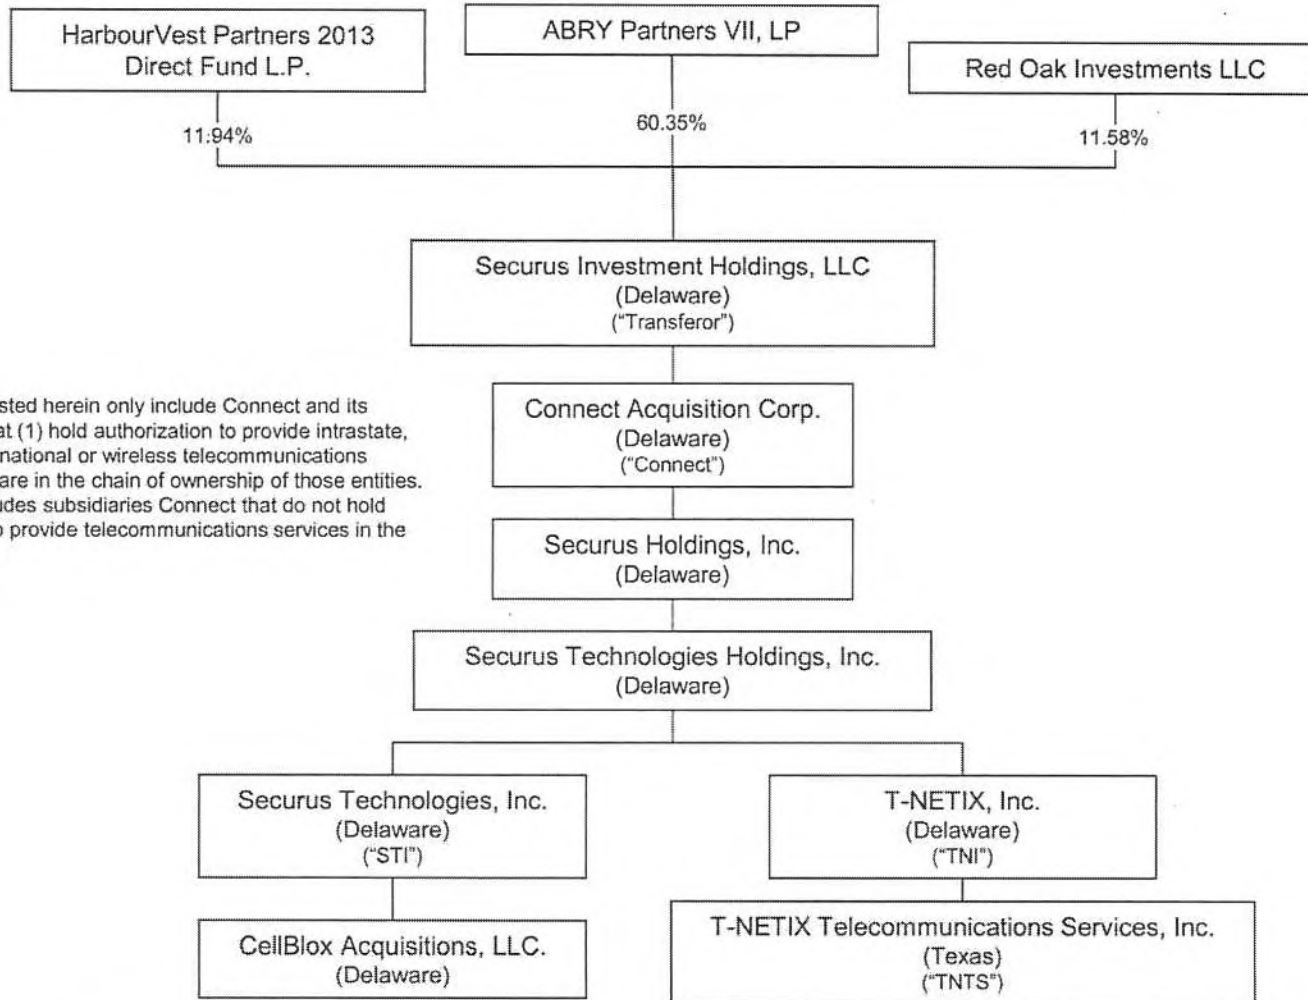 HarbourVest Partners 2013
Direct Fund L.P.
ABRY Partners VII, LP
Red Oak Investments LLC
11.94%
60.35%
11.58%
Securus Investment Holdings, LLC
(Delaware)
("Transferor")
sted herein only include Connect and its
at (1) hold authorization to provide intrastate,
national or wireless telecommunications
are in the chain of ownership of those entities.
udes subsidiaries Connect that do not hold
o provide telecommunications services in the
Connect Acquisition Corp.
(Delaware)
("Connect")
Securus Holdings, Inc.
(Delaware)
Securus Technologies Holdings, Inc.
(Delaware)
Securus Technologies, Inc.
(Delaware)
("STI")
T-NETIX, Inc.
(Delaware)
("TNI")
CellBlox Acquisitions, LLC.
(Delaware)
T-NETIX Telecommunications Services, Inc.
(Texas)
("TNTS")